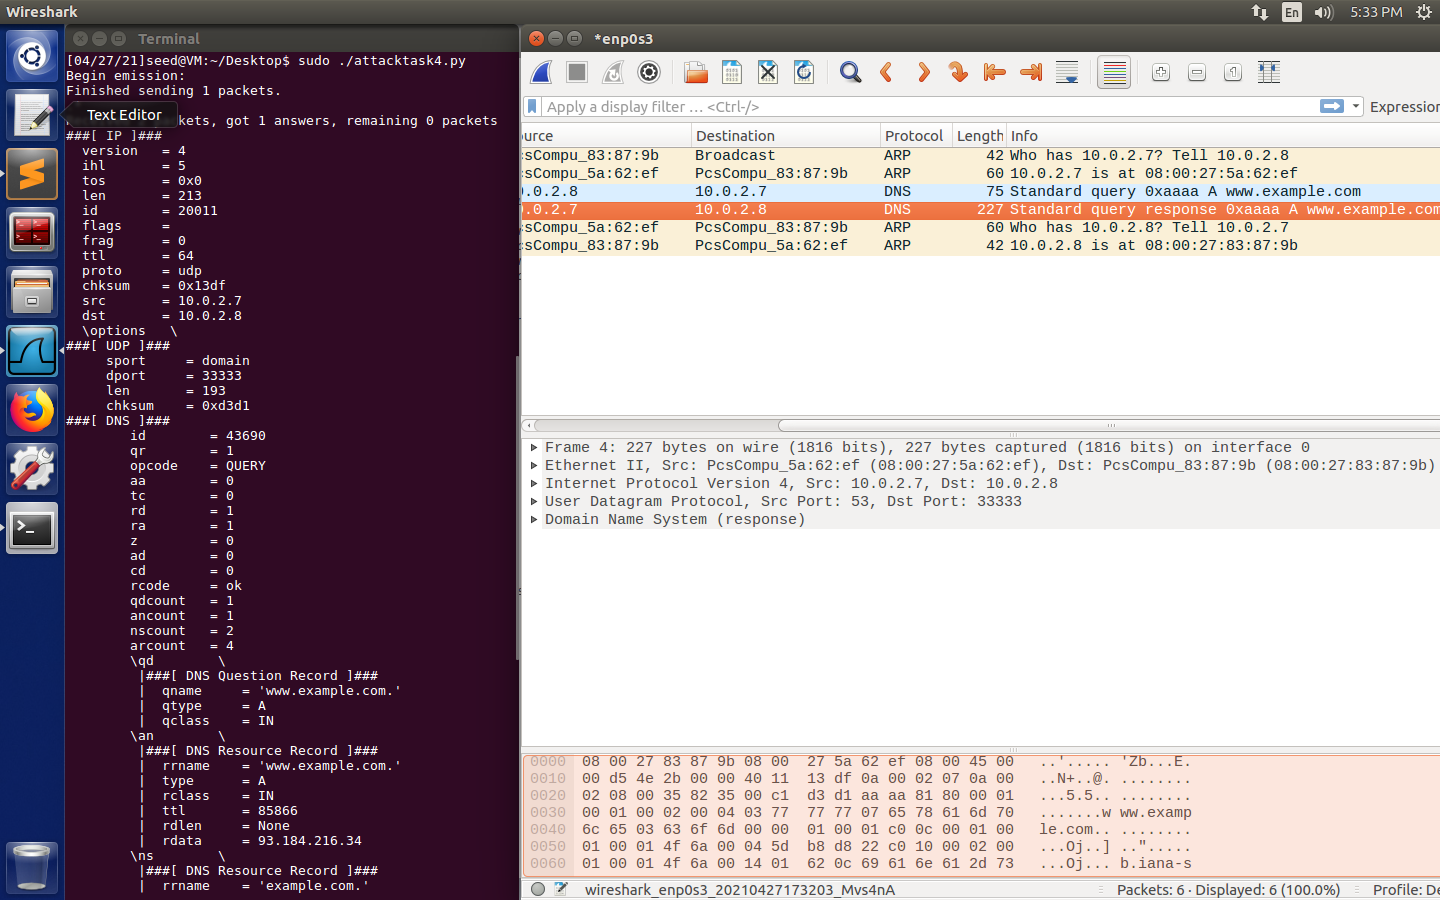 Wireshark
En
5:33 PM
Terminal
[04/27/21]seed@VM:~/Desktop$ sudo ./attacktask4.py
Begin emission:
Finished sending 1 packets.
Text Editor
kets, got 1 answers, remaining 0 packets
###[ IP ]###
version   = 4
ihl       = 5
tos       = 0x0
len       = 213
id        = 20011
flags     =
frag      = 0
ttl       = 64
proto     = udp
chksum    = 0x13df
src       = 10.0.2.7
dst       = 10.0.2.8
\options   \
###[ UDP ]###
sport     = domain
dport     = 33333
len       = 193
chksum    = 0xd3d1
###[ DNS ]###
id        = 43690
qr        = 1
opcode    = QUERY
aa        = 0
tc        = 0
rd        = 1
ra        = 1
z         = 0
ad        = 0
cd        = 0
rcode     = ok
qdcount   = 1
ancount   = 1
nscount   = 2
arcount   = 4
\qd        \
|###[ DNS Question Record ]###
|  qname     = 'www.example.com.'
|  qtype     = A
|  qclass    = IN
\an        \
|###[ DNS Resource Record ]###
|  rrname    = 'www.example.com.'
|  type      = A
|  rclass    = IN
|  ttl       = 85866
|  rdlen     = None
|  rdata     = 93.184.216.34
\ns        \
|###[ DNS Resource Record ]###
|  rrname    = 'example.com.'
*enp0s3
Apply a display filter … <Ctrl-/>
Expression
ource Destination Protocol Length Info
csCompu_83:87:9b Broadcast ARP 42 Who has 10.0.2.7? Tell 10.0.2.8
csCompu_5a:62:ef PcsCompu_83:87:9b ARP 60 10.0.2.7 is at 08:00:27:5a:62:ef
.0.2.8 10.0.2.7 DNS 75 Standard query 0xaaaa A www.example.com
.0.2.7 10.0.2.8 DNS 227 Standard query response 0xaaaa A www.example.com
csCompu_5a:62:ef PcsCompu_83:87:9b ARP 60 Who has 10.0.2.8? Tell 10.0.2.7
csCompu_83:87:9b PcsCompu_5a:62:ef ARP 42 10.0.2.8 is at 08:00:27:83:87:9b
Frame 4: 227 bytes on wire (1816 bits), 227 bytes captured (1816 bits) on interface 0
Ethernet II, Src: PcsCompu_5a:62:ef (08:00:27:5a:62:ef), Dst: PcsCompu_83:87:9b (08:00:27:83:87:9b)
Internet Protocol Version 4, Src: 10.0.2.7, Dst: 10.0.2.8
User Datagram Protocol, Src Port: 53, Dst Port: 33333
Domain Name System (response)
0000 08 00 27 83 87 9b 08 00 27 5a 62 ef 08 00 45 00 ..'..... 'Zb...E.
0010 00 d5 4e 2b 00 00 40 11 13 df 0a 00 02 07 0a 00 ..N+..@. ........
0020 02 08 00 35 82 35 00 c1 d3 d1 aa aa 81 80 00 01 ...5.5.. ........
0030 00 01 00 02 00 04 03 77 77 77 07 65 78 61 6d 70 .......w ww.examp
0040 6c 65 03 63 6f 6d 00 00 01 00 01 c0 0c 00 01 00 le.com.. ........
0050 01 00 01 4f 6a 00 04 5d b8 d8 22 c0 10 00 02 00 ...Oj..] ..".....
0060 01 00 01 4f 6a 00 14 01 62 0c 69 61 6e 61 2d 73 ...Oj... b.iana-s
wireshark_enp0s3_20210427173203_Mvs4nA
Packets: 6 · Displayed: 6 (100.0%)
Profile: De